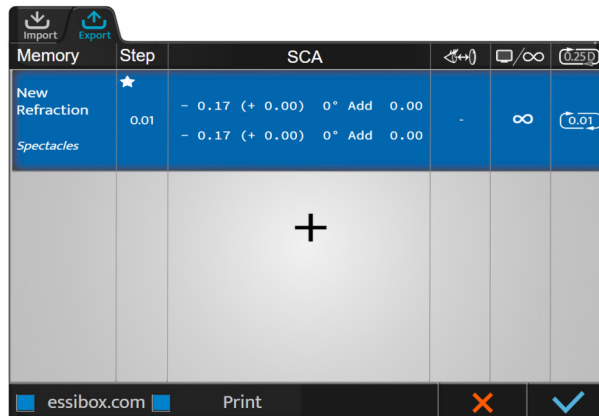 Import Export
Memory Step SCA /∞ 0.25D
New
Refraction
Spectacles
0.01
- 0.17 (+ 0.00) 0° Add 0.00
- 0.17 (+ 0.00) 0° Add 0.00
- ∞ 0.01
+
essibox.com Print